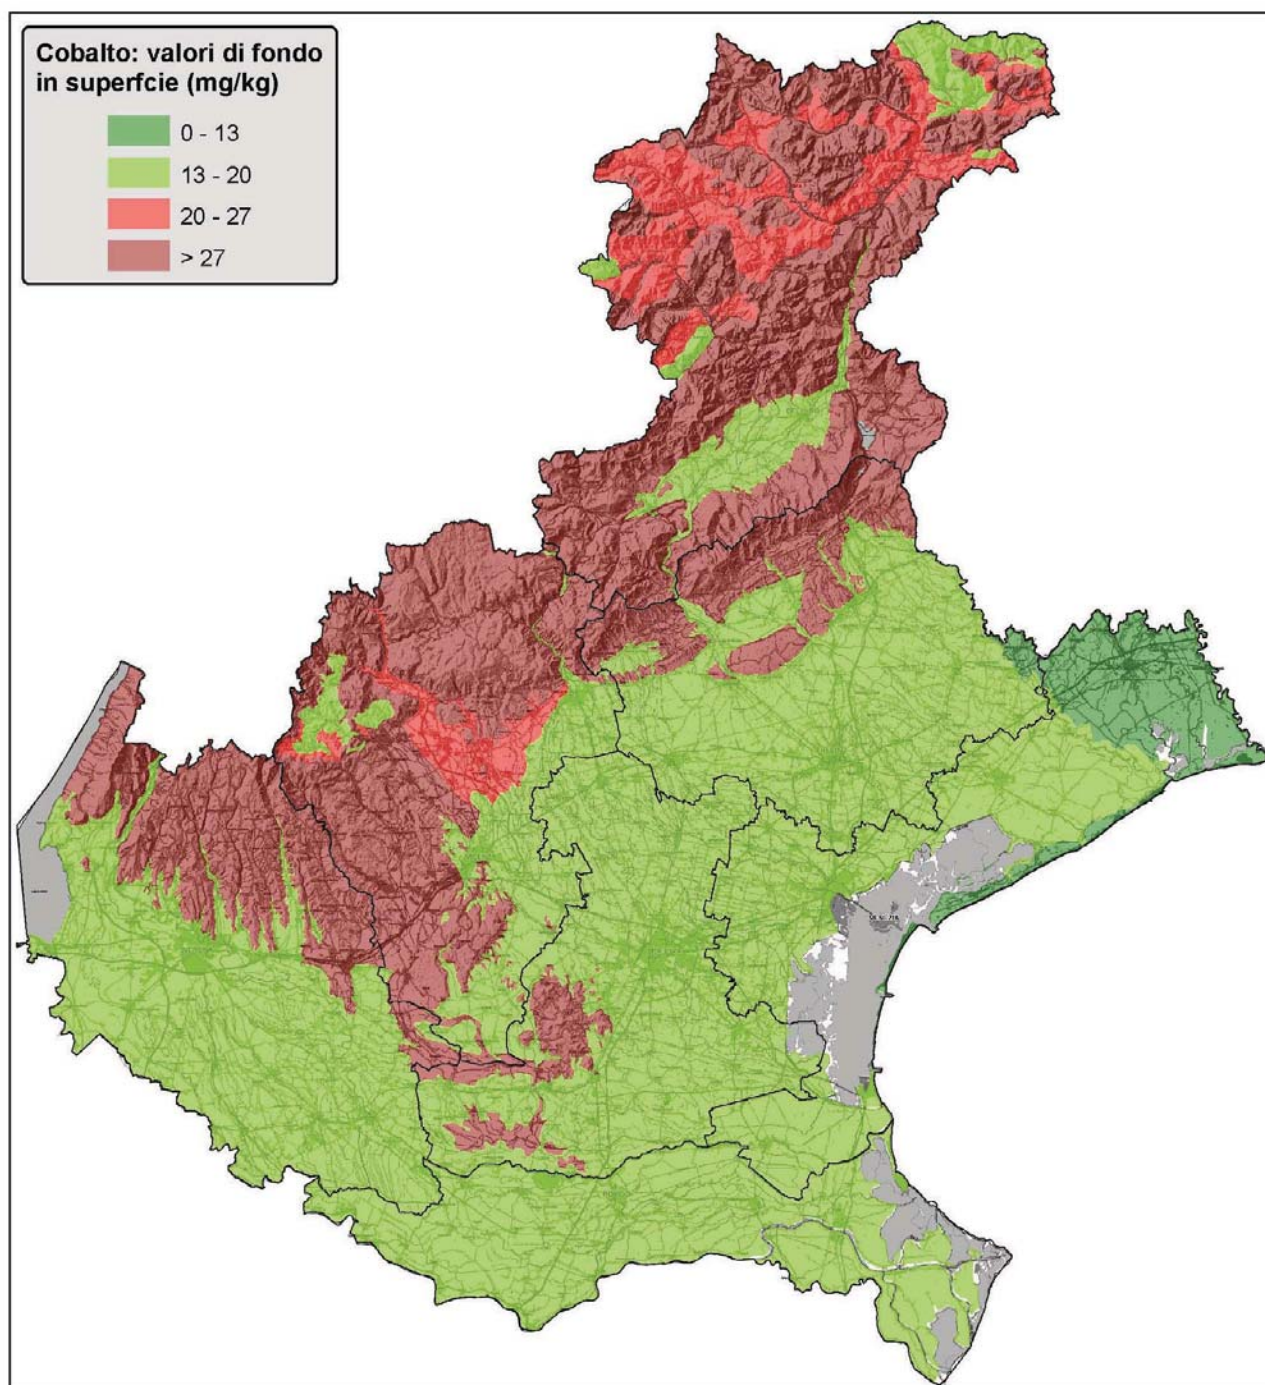 Cobalto: valori di fondo
in superfcie (mg/kg)
0 - 13
13 - 20
20 - 27
> 27